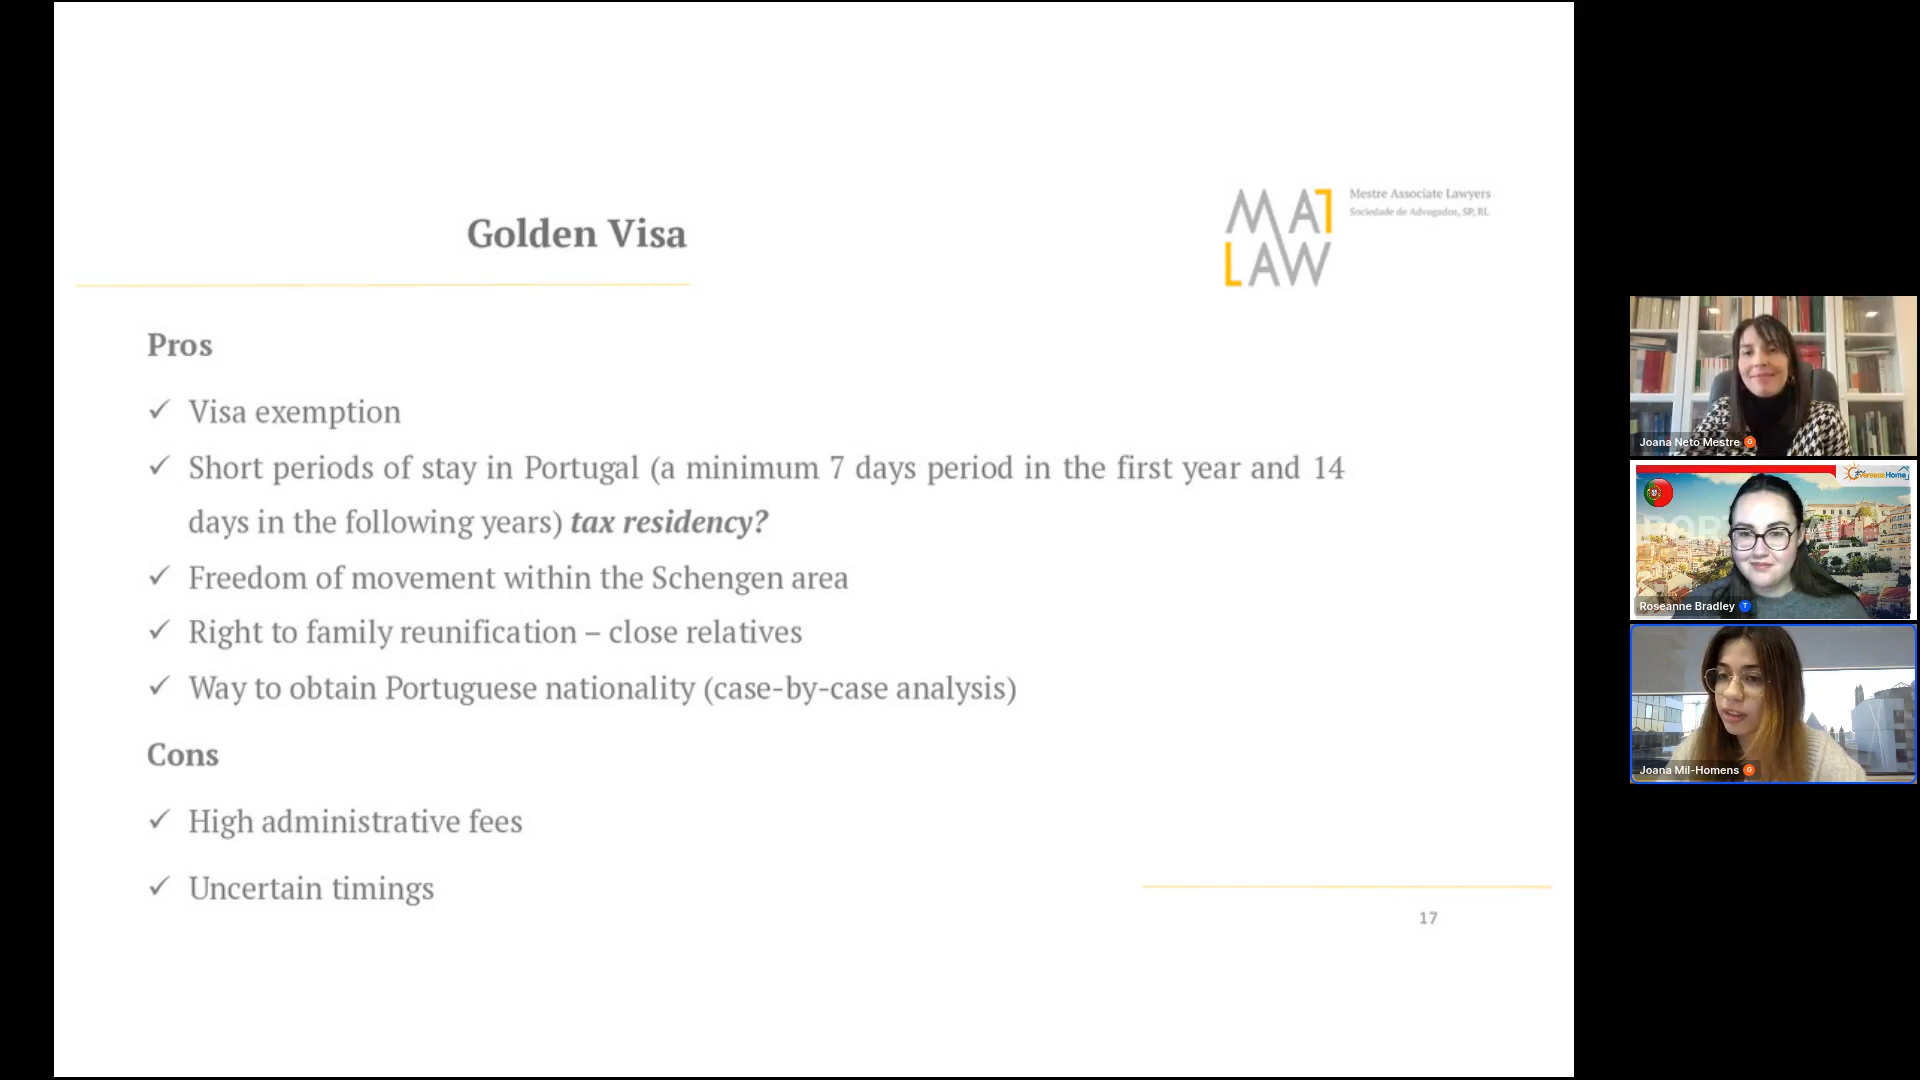 Golden Visa
MAT
LAW
Mestre Associate Lawyers
Sociedade de Advogados, SP, RL
Pros
✓ Visa exemption
✓ Short periods of stay in Portugal (a minimum 7 days period in the first year and 14
days in the following years) tax residency?
✓ Freedom of movement within the Schengen area
✓ Right to family reunification – close relatives
✓ Way to obtain Portuguese nationality (case-by-case analysis)
Cons
✓ High administrative fees
✓ Uncertain timings
17
Joana Neto Mestre G
Roseanne Bradley T
Joana Mil-Homens G